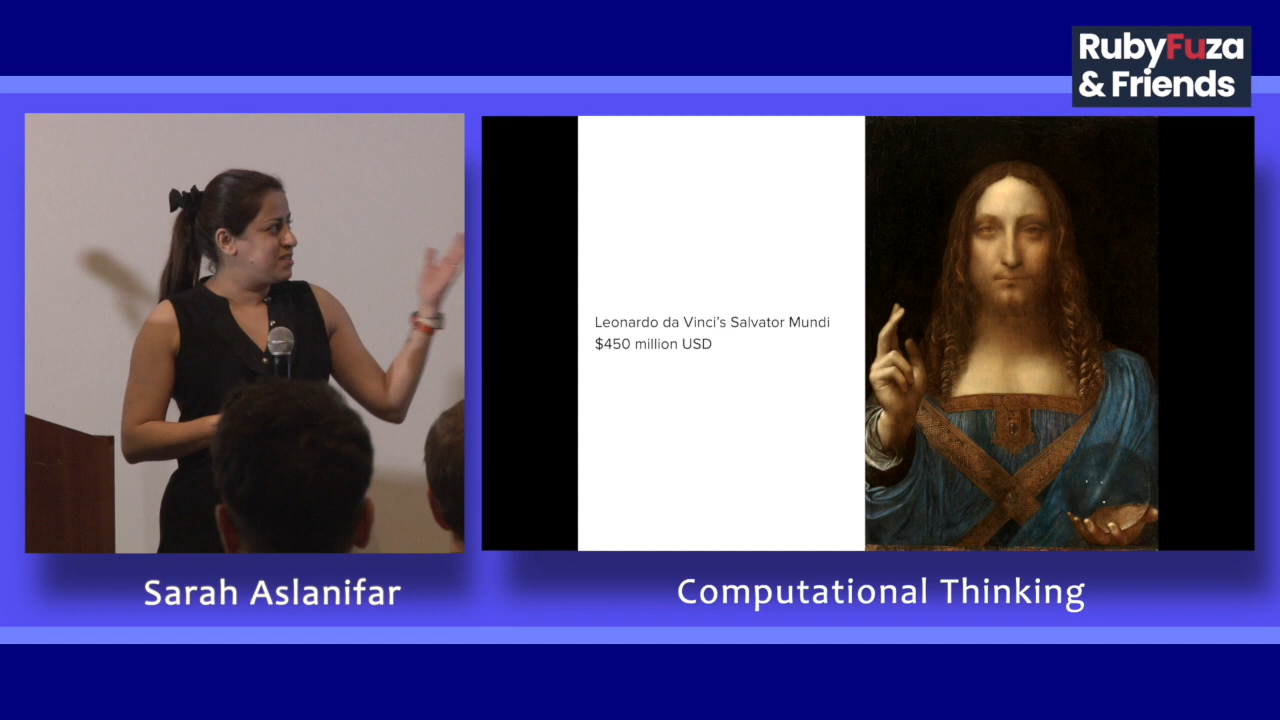 RubyFuza
& Friends
Leonardo da Vinci’s Salvator Mundi
$450 million USD
Sarah Aslanifar
Computational Thinking